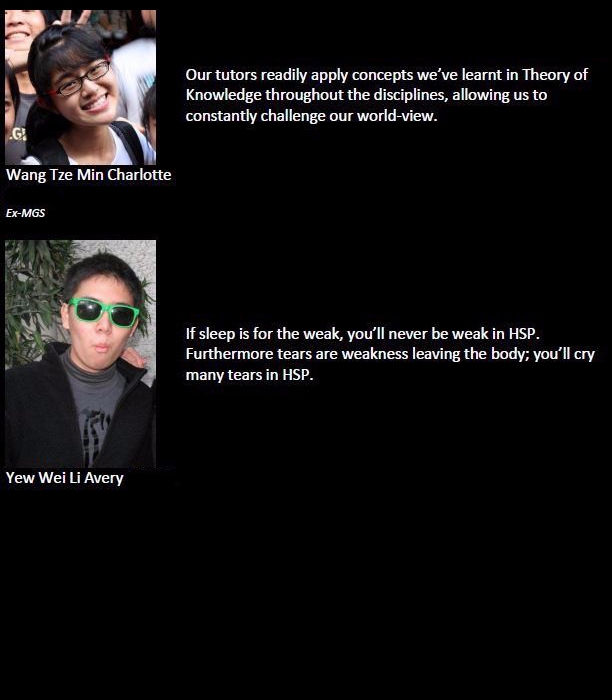 Our tutors readily apply concepts we've learnt in Theory of
Knowledge throughout the disciplines, allowing us to
constantly challenge our world-view.
Wang Tze Min Charlotte
Ex-MGS
If sleep is for the weak, you'll never be weak in HSP.
Furthermore tears are weakness leaving the body; you'll cry
many tears in HSP.
Yew Wei Li Avery